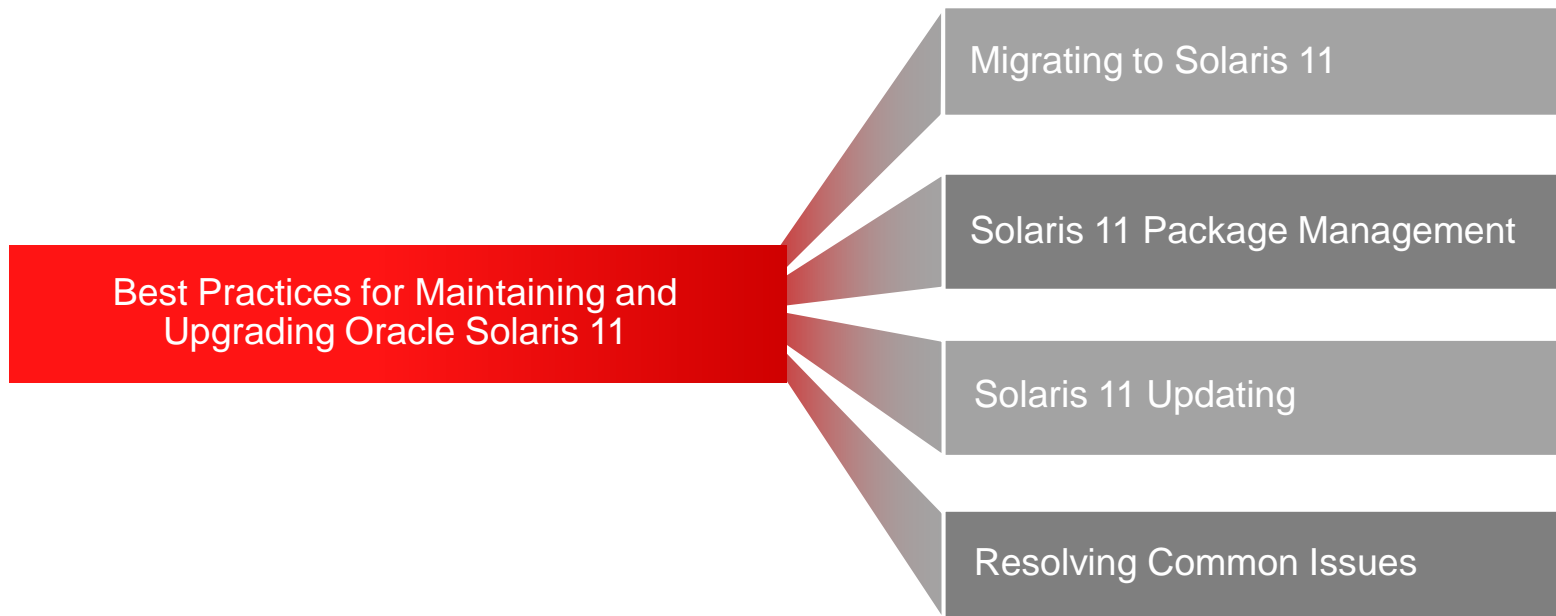 Migrating to Solaris 11
Solaris 11 Package Management
Best Practices for Maintaining and
Upgrading Oracle Solaris 11
Solaris 11 Updating
Resolving Common Issues